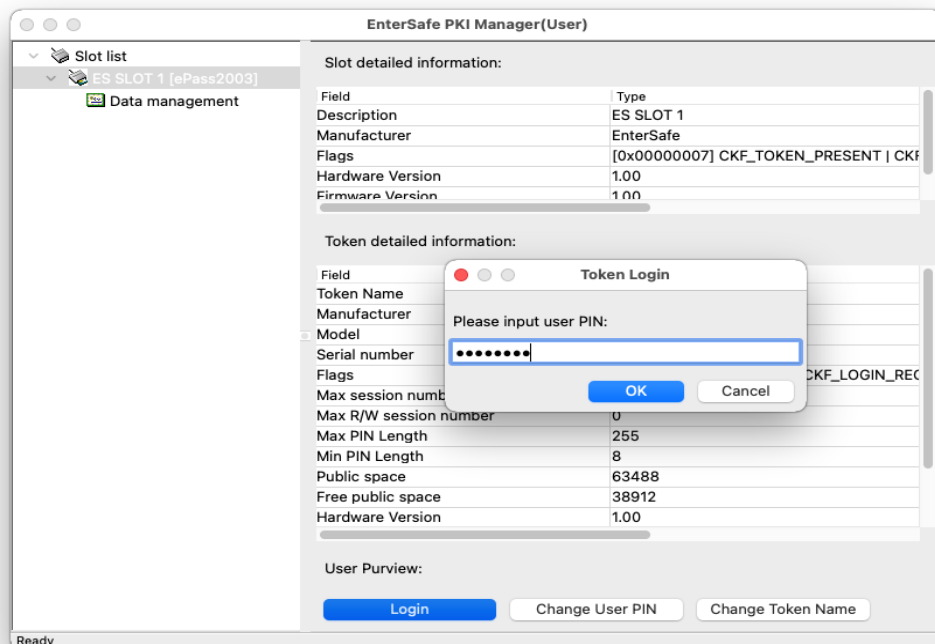 EnterSafe PKI Manager(User)
Slot list
ES SLOT 1 [ePass2003]
Data management
Slot detailed information:
Field Type
Description ES SLOT 1
Manufacturer EnterSafe
Flags [0x00000007] CKF_TOKEN_PRESENT | CKF
Hardware Version 1.00
Firmware Version 1.00
Token detailed information:
Field
Token Name
Manufacturer
Model
Serial number
Flags CKF_LOGIN_REQ
Max session numb
Max R/W session number 0
Max PIN Length 255
Min PIN Length 8
Public space 63488
Free public space 38912
Hardware Version 1.00
Token Login
Please input user PIN:
••••••••
OK Cancel
User Purview:
Login Change User PIN Change Token Name
Ready